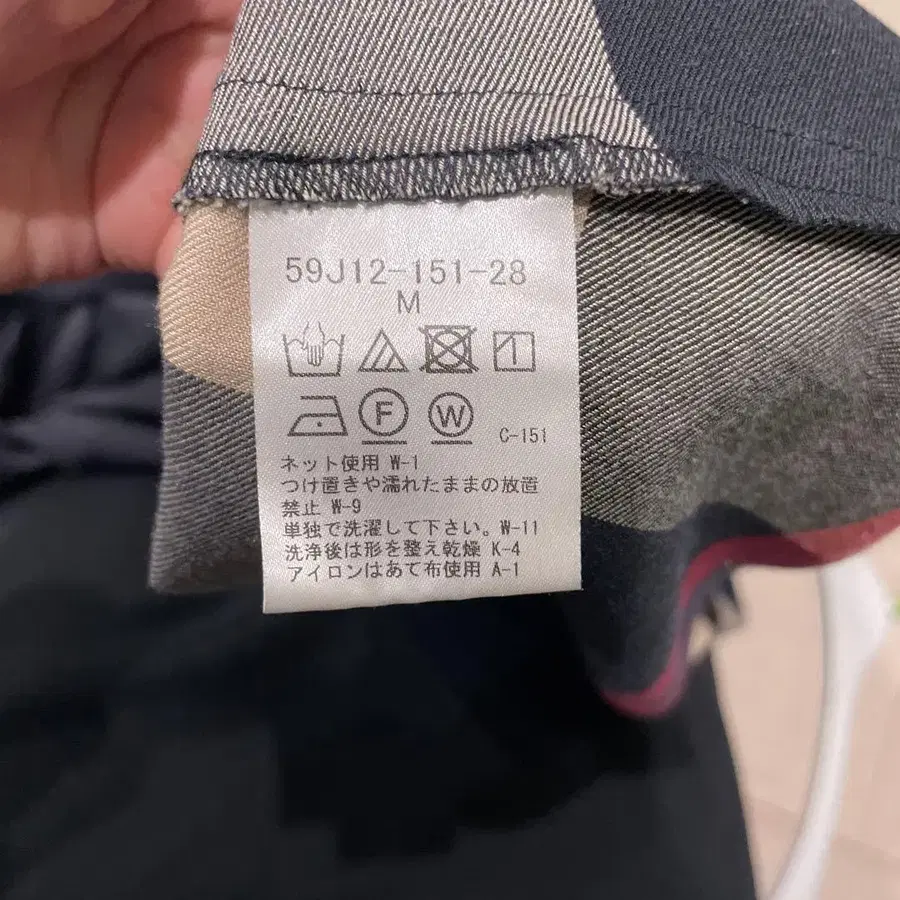 59J12-151-28
M
F W C-151
ネット使用 W-1
つけ置きや濡れたままの放置
禁止 W-9
単独で洗濯して下さい。W-11
洗浄後は形を整え乾燥 K-4
アイロンはあて布使用 A-1